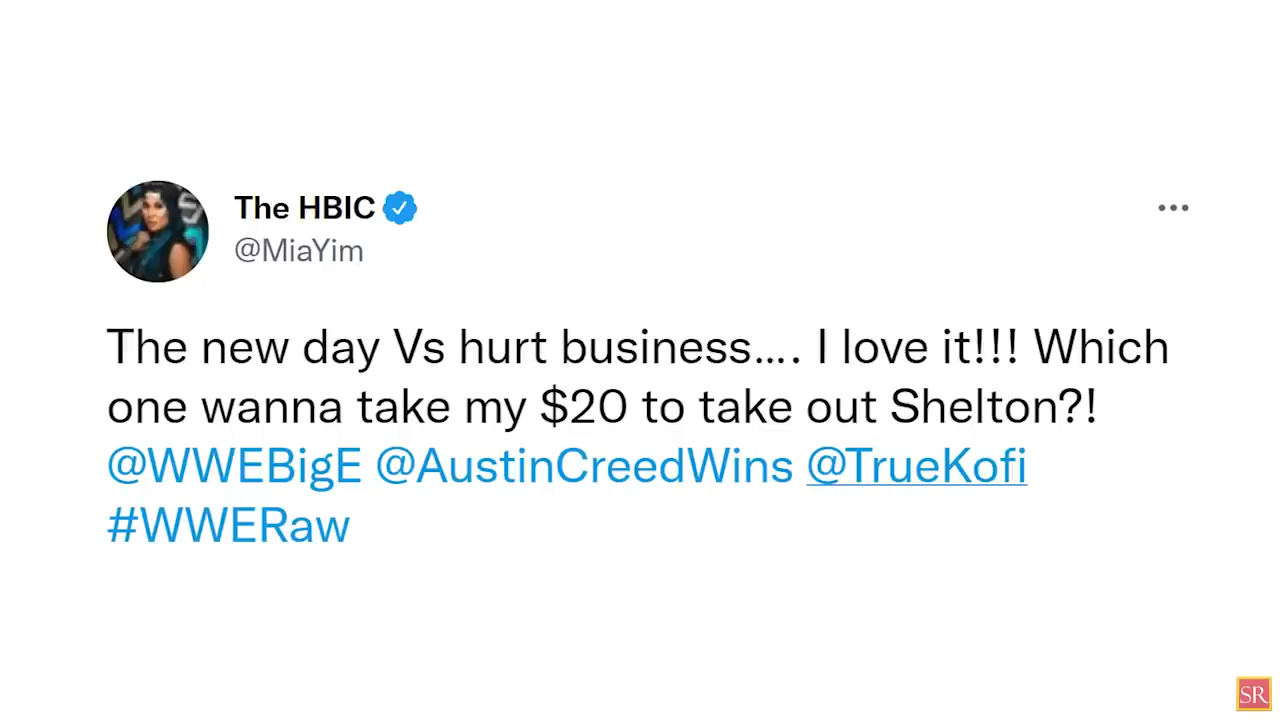 The HBIC
@MiaYim
The new day Vs hurt business.... I love it!!! Which
one wanna take my $20 to take out Shelton?!
@WWEBigE @AustinCreedWins @TrueKofi
#WWERaw
SR